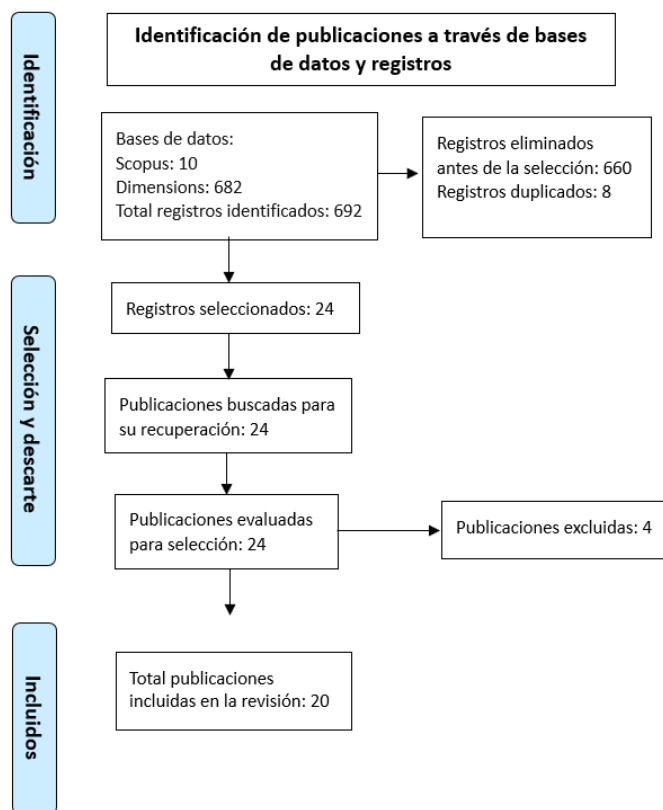 Identificación de publicaciones a través de bases
de datos y registros
Identificación
Bases de datos:
Scopus: 10
Dimensions: 682
Total registros identificados: 692
Registros eliminados
antes de la selección: 660
Registros duplicados: 8
Selección y descarte
Registros seleccionados: 24
Publicaciones buscadas para
su recuperación: 24
Publicaciones evaluadas
para selección: 24
Publicaciones excluidas: 4
Incluidos
Total publicaciones
incluidas en la revisión: 20